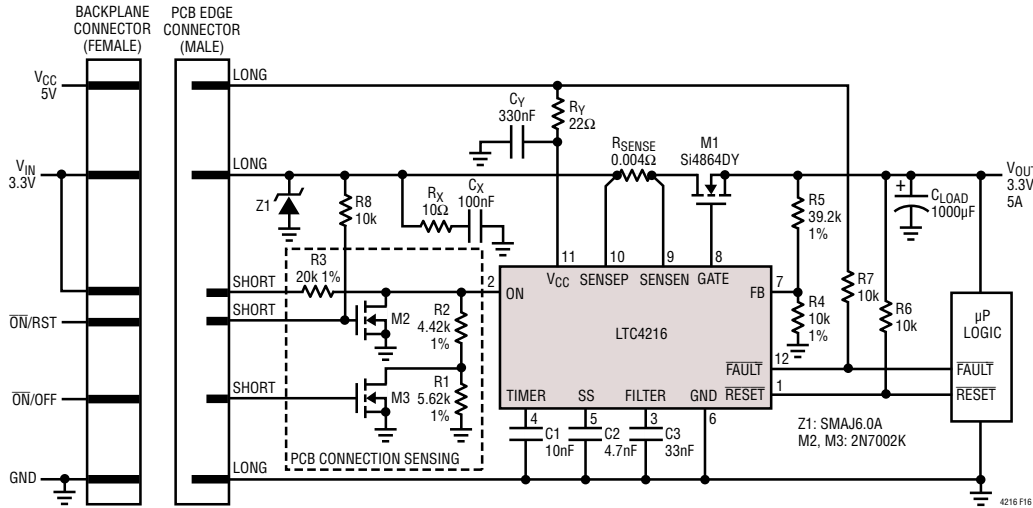 BACKPLANE
CONNECTOR
(FEMALE)
PCB EDGE
CONNECTOR
(MALE)
VCC
5V
LONG
CY
330nF
RY
22Ω
RSENSE
0.004Ω
M1
Si4864DY
VIN
3.3V
LONG
VOUT
3.3V
5A
Z1
R8
10k
RX
10Ω
CX
100nF
R5
39.2k
1%
+
CLOAD
1000µF
SHORT
R3
20k 1%
2
ON
11
VCC
10
SENSEP
9
SENSEN
8
GATE
7
FB
R7
10k
R6
10k
R4
10k
1%
µP
LOGIC
ON/RST
SHORT
M2
R2
4.42k
1%
LTC4216
12
FAULT
FAULT
ON/OFF
SHORT
M3
R1
5.62k
1%
1
RESET
RESET
TIMER
SS
FILTER
GND
4
5
3
6
C1
10nF
C2
4.7nF
C3
33nF
Z1: SMAJ6.0A
M2, M3: 2N7002K
PCB CONNECTION SENSING
GND
LONG
4216 F16